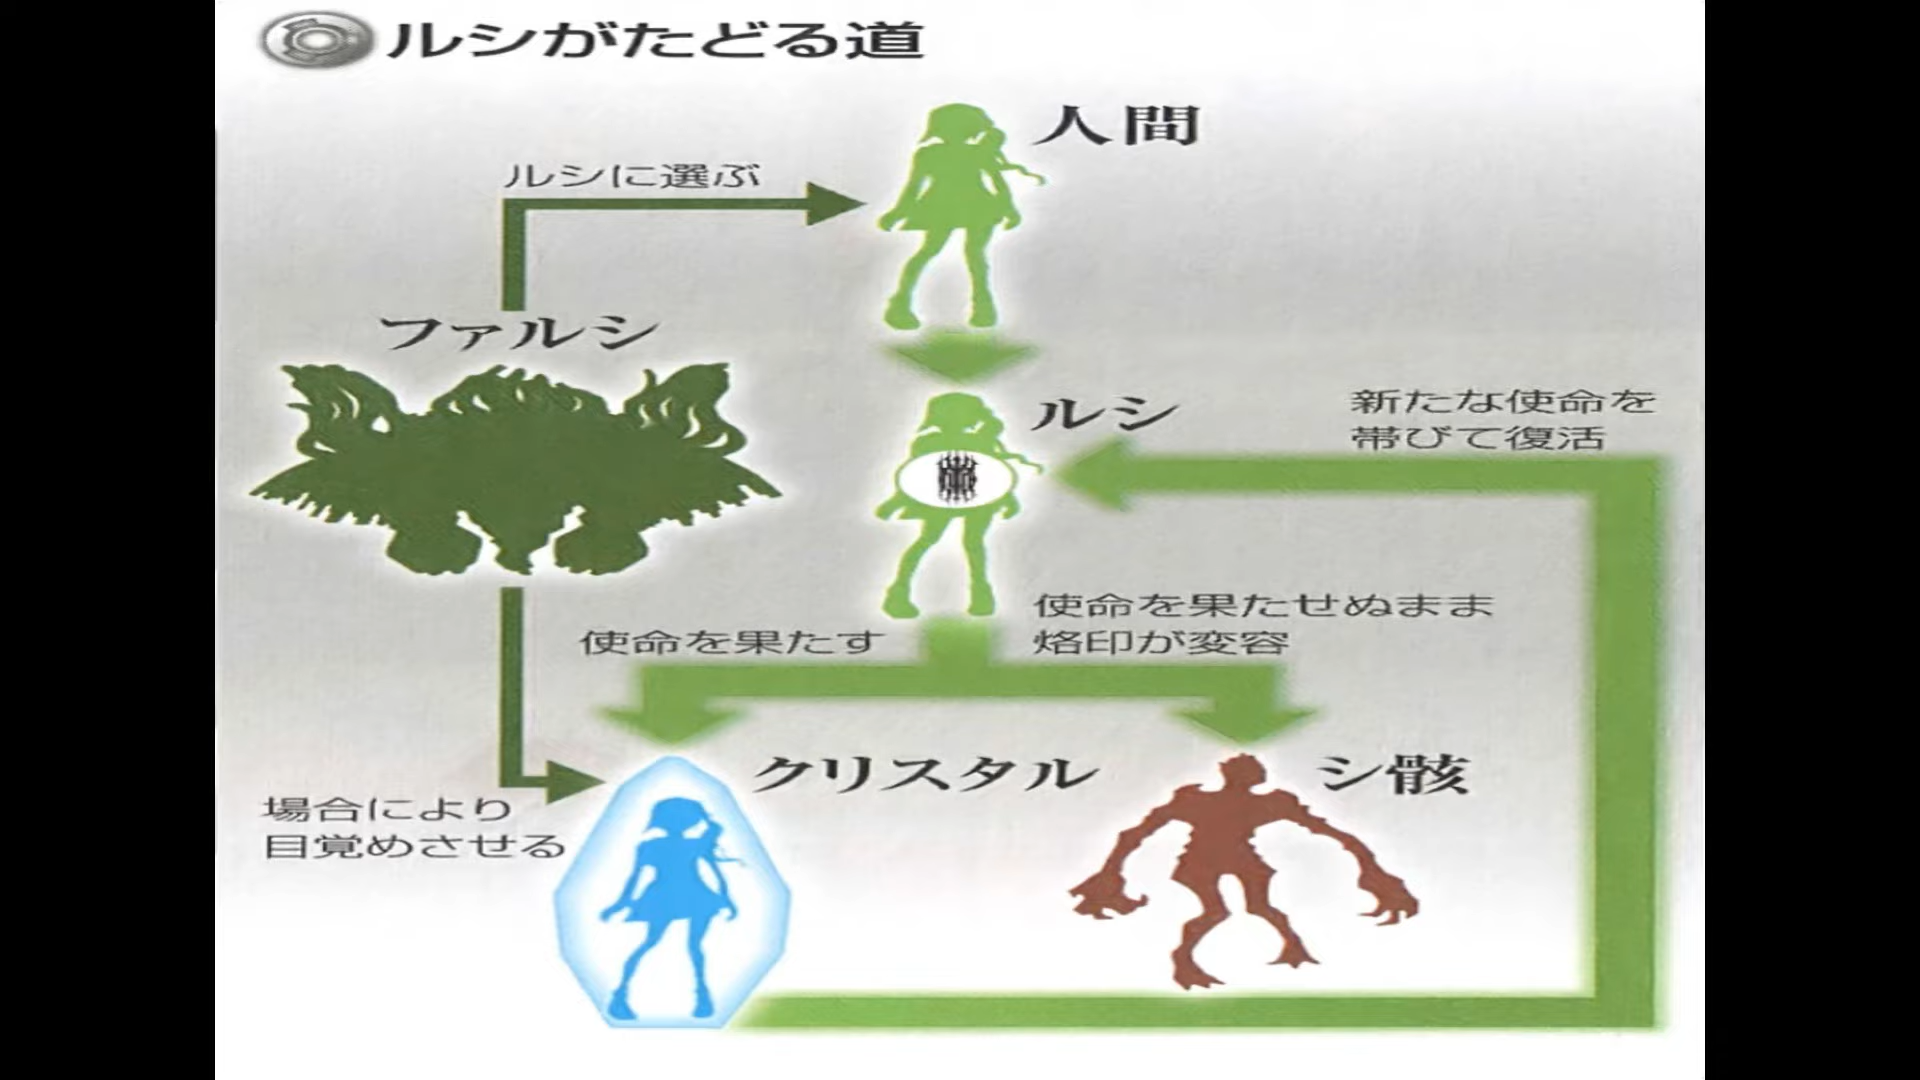 ルシがたどる道
人間
ルシに選ぶ
ファルシ
ルシ
新たな使命を
帯びて復活
使命を果たせぬまま
烙印が変容
使命を果たす
クリスタル
シ骸
場合により
目覚めさせる